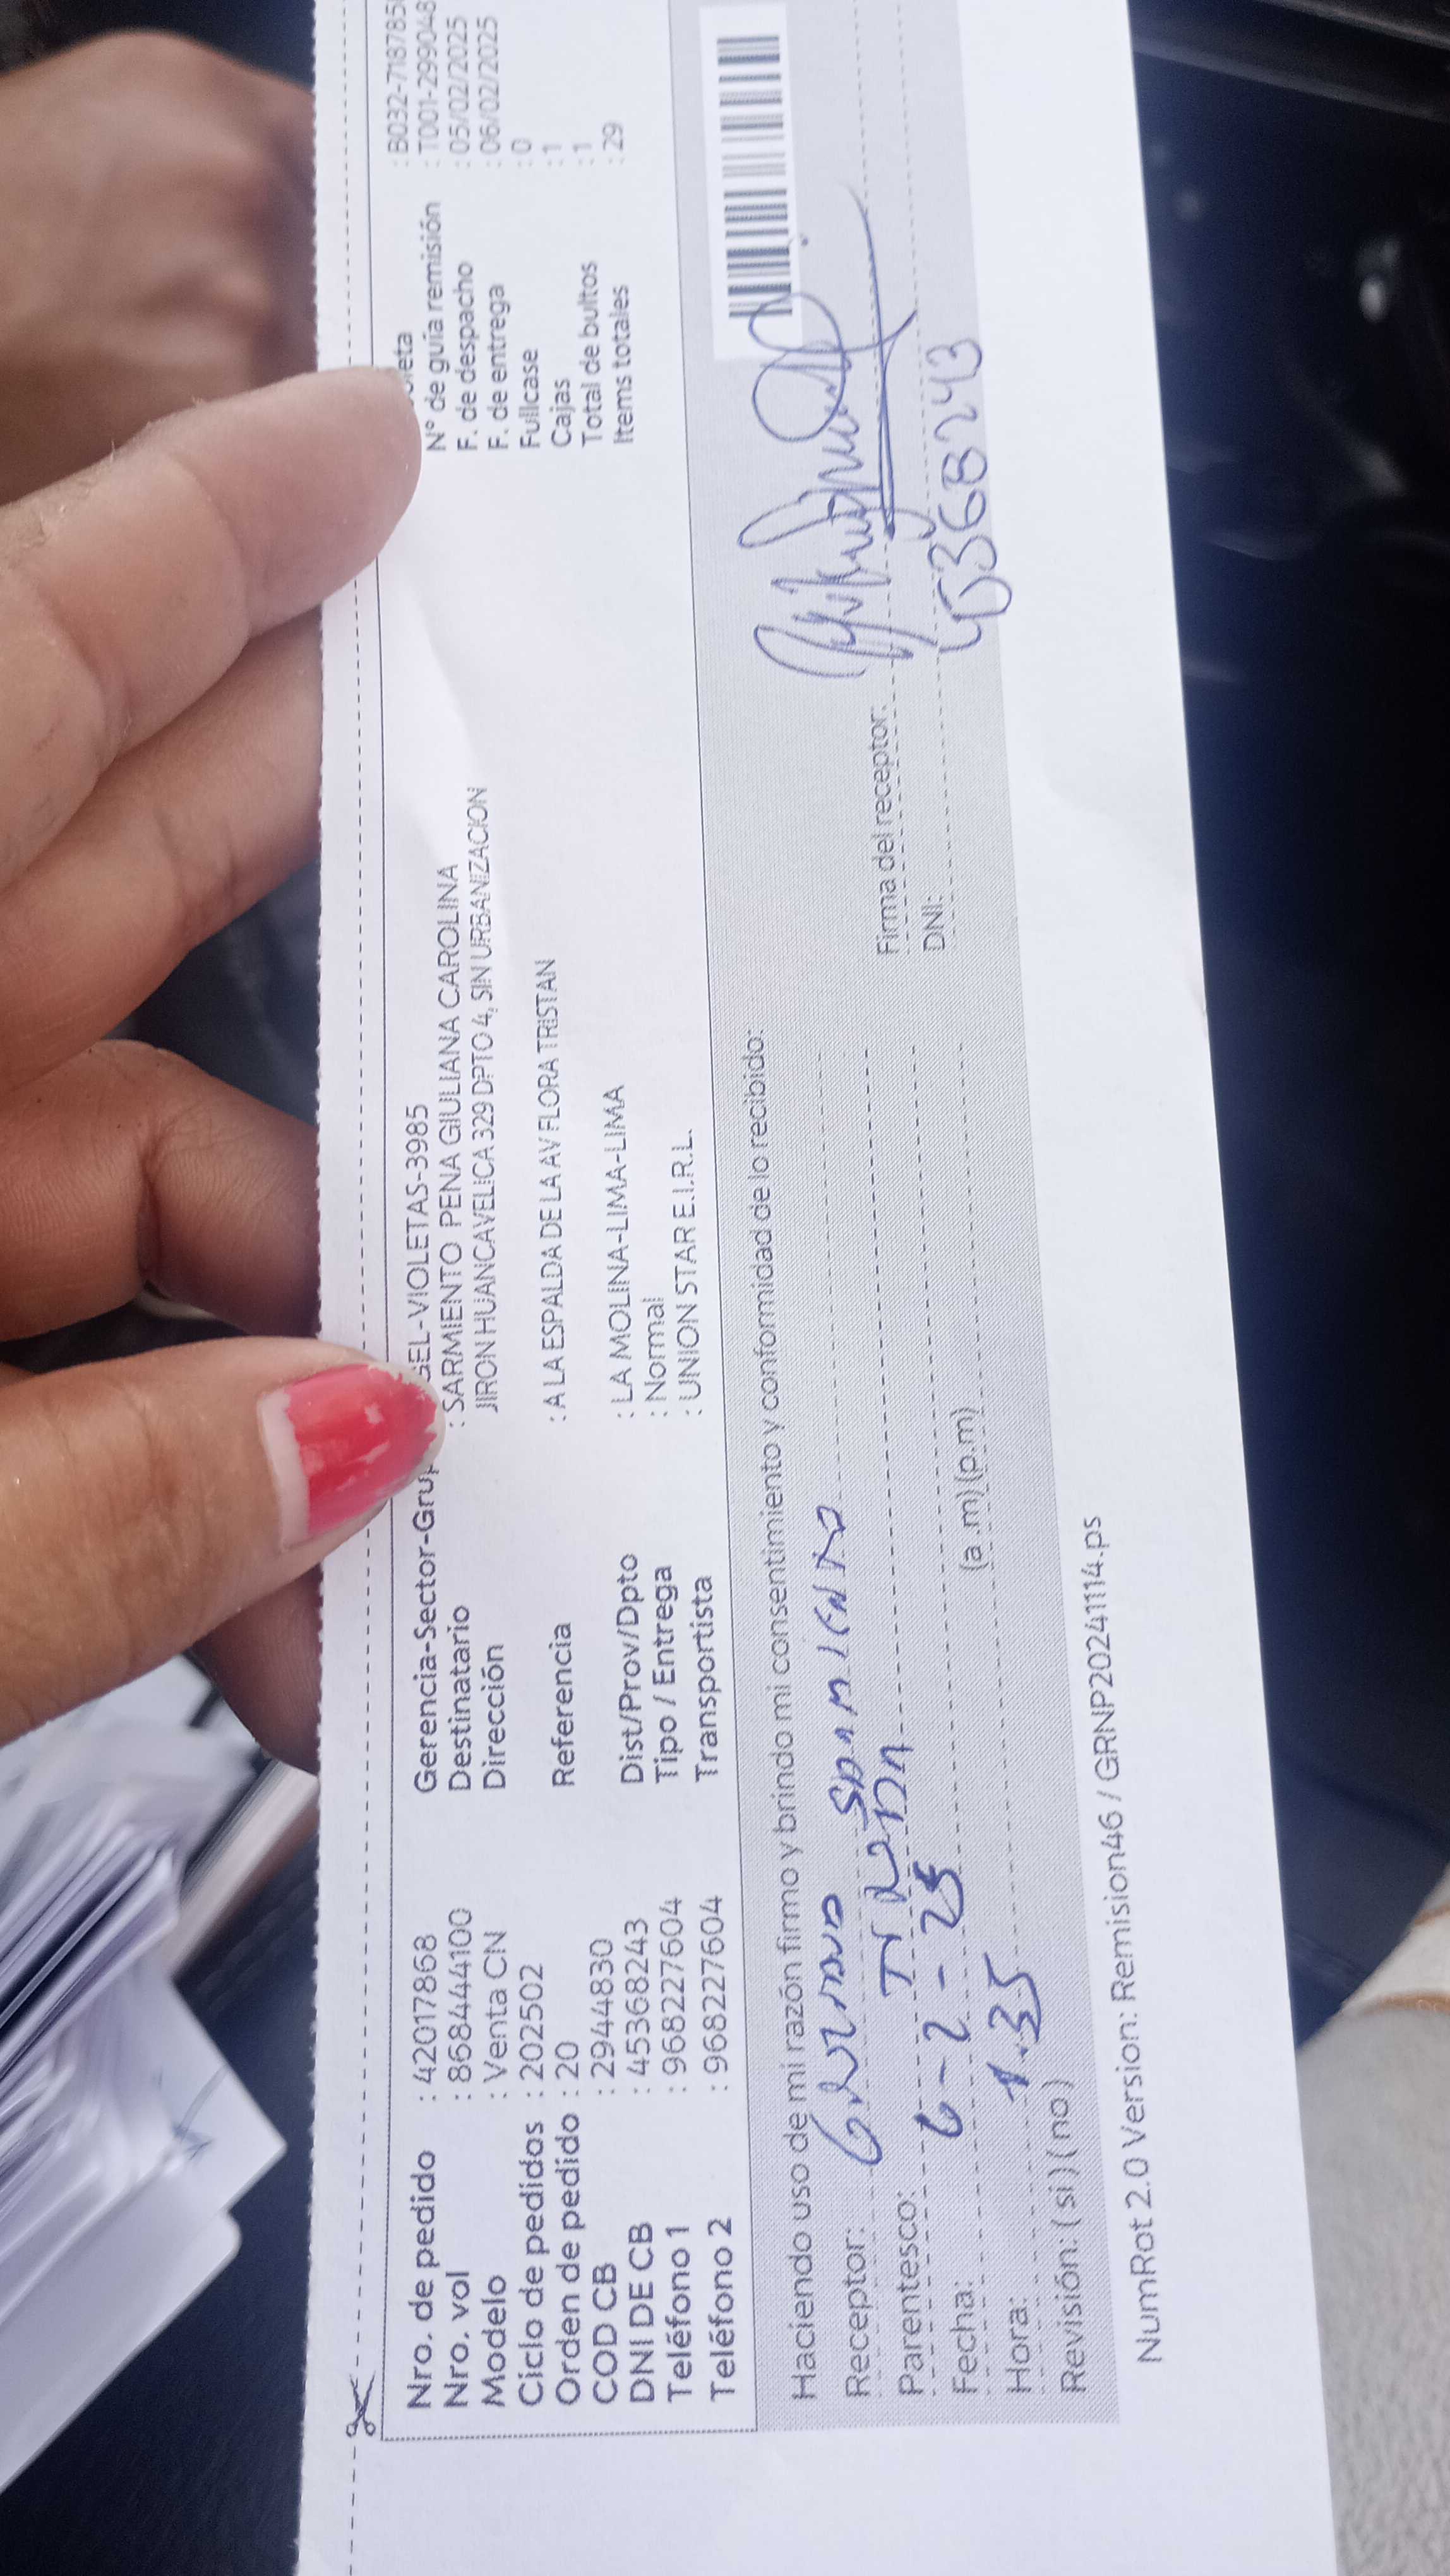 Nro. de pedido : 42017868
Nro. vol : 868444100
Modelo : Venta CN
Ciclo de pedidos : 202502
Orden de pedido : 20
COD CB : 2944830
DNI DE CB : 45368243
Teléfono 1 : 968227604
Teléfono 2 : 968227604
Gerencia-Sector-Gru GEL-VIOLETAS-3985
Destinatario : SARMIENTO PENA GIULIANA CAROLINA
Dirección JIRON HUANCAVELICA 329 DPTO 4, SIN URBANIZACION
Referencia : A LA ESPALDA DE LA AV FLORA TRISTAN
Dist/Prov/Dpto : LA MOLINA-LIMA-LIMA
Tipo / Entrega : Normal
Transportista : UNION STAR E.I.R.L.
leta : B032-718785
N° de guía remisión : T001-299048
F. de despacho : 05/02/2025
F. de entrega : 06/02/2025
Fullcase : 0
Cajas : 1
Total de bultos : 1
Items totales : 29
Haciendo uso de mi razón firmo y brindo mi consentimiento y conformidad de lo recibido:
Receptor: Sarmiento
Parentesco:
Fecha: 6-2-25
Hora: 1.35 (a.m) (p.m)
Revisión: (si) (no)
Firma del receptor:
DNI: 45368243
NumRot 2.0 Version: Remision46 / GRNP20241114.ps